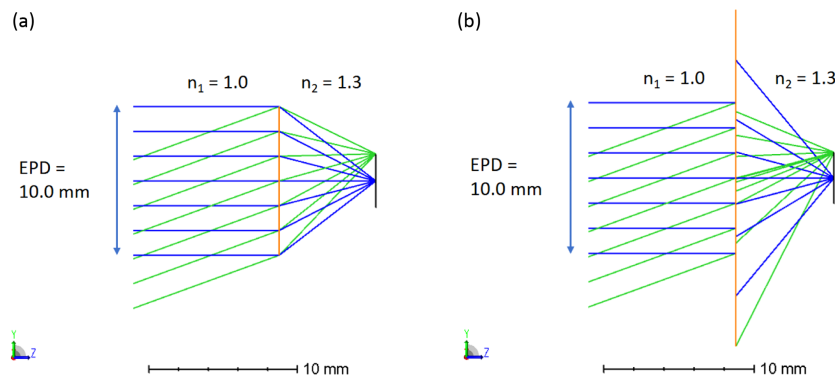 (a)
n1 = 1.0
n2 = 1.3
EPD =
10.0 mm
Y
Z
10 mm
(b)
n1 = 1.0
n2 = 1.3
EPD =
10.0 mm
Y
Z
10 mm